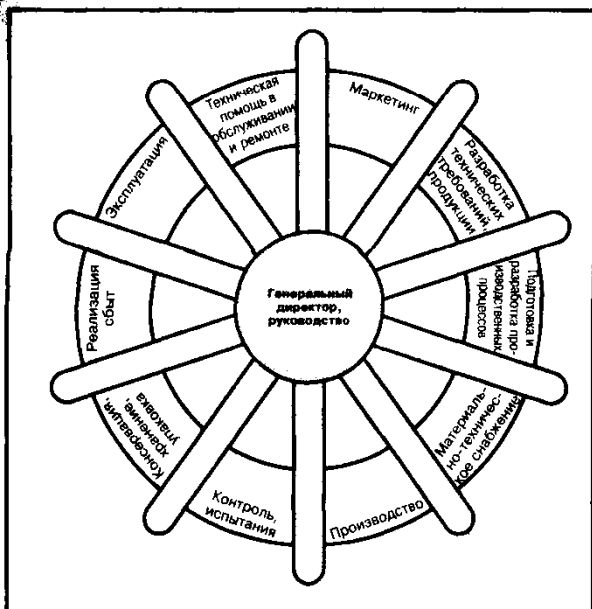 Маркетинг
Разработка
технических
требований,
продукции
Подготовка и
разработка про-
изводственных
процессов
Материаль-
но-техничес-
кое снабжение
Производство
Контроль,
испытания
Консервация,
хранение,
упаковка
Реализация
сбыт
Эксплуатация
Техническая
помощь в
обслуживании
и ремонте
Генеральный
директор,
руководство